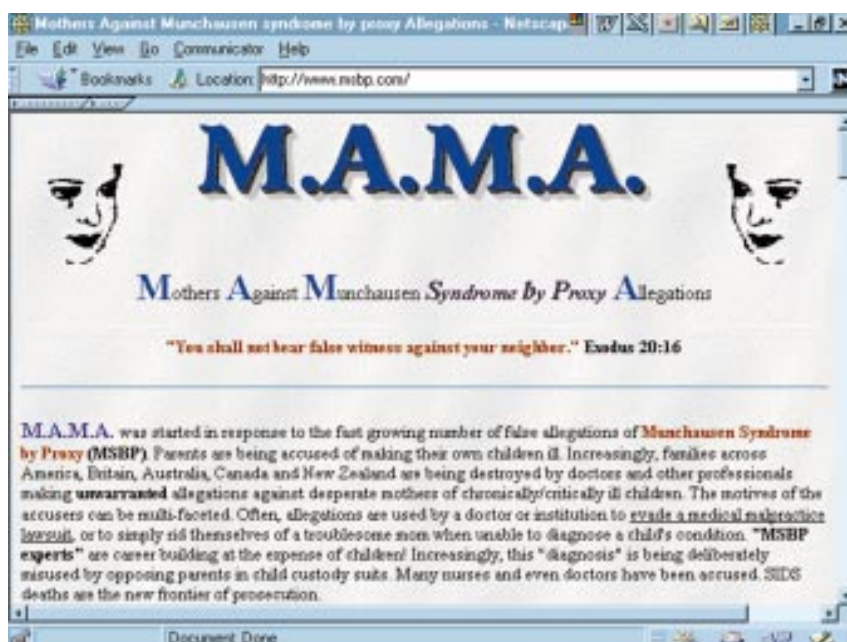 Mothers Against Munchausen syndrome by proxy Allegations - Netscap
File Edit View Go Communicator Help
Bookmarks Location: http://www.msbp.com/
M.A.M.A.
Mothers Against Munchausen Syndrome by Proxy Allegations
"You shall not bear false witness against your neighbor." Exodus 20:16
M.A.M.A. was started in response to the fast growing number of false allegations of Munchausen Syndrome
by Proxy (MSBP). Parents are being accused of making their own children ill. Increasingly, families across
America, Britain, Australia, Canada and New Zealand are being destroyed by doctors and other professionals
making unwarranted allegations against desperate mothers of chronically/critically ill children. The motives of the
accusers can be multi-faceted. Often, allegations are used by a doctor or institution to evade a medical malpractice
lawsuit, or to simply rid themselves of a troublesome mom when unable to diagnose a child's condition. "MSBP
experts" are career building at the expense of children! Increasingly, this "diagnosis" is being deliberately
misused by opposing parents in child custody suits. Many nurses and even doctors have been accused. SIDS
deaths are the new frontier of prosecution.
Document: Done